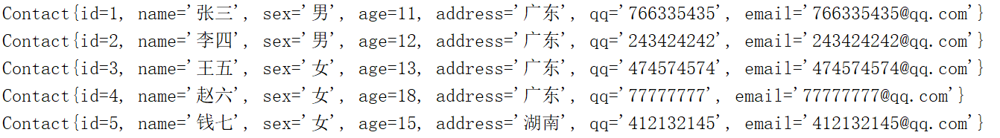 Contact{id=1, name='张三', sex='男', age=11, address='广东', qq='766335435', email='766335435@qq.com'}
Contact{id=2, name='李四', sex='男', age=12, address='广东', qq='243424242', email='243424242@qq.com'}
Contact{id=3, name='王五', sex='女', age=13, address='广东', qq='474574574', email='474574574@qq.com'}
Contact{id=4, name='赵六', sex='女', age=18, address='广东', qq='77777777', email='77777777@qq.com'}
Contact{id=5, name='钱七', sex='女', age=15, address='湖南', qq='412132145', email='412132145@qq.com'}